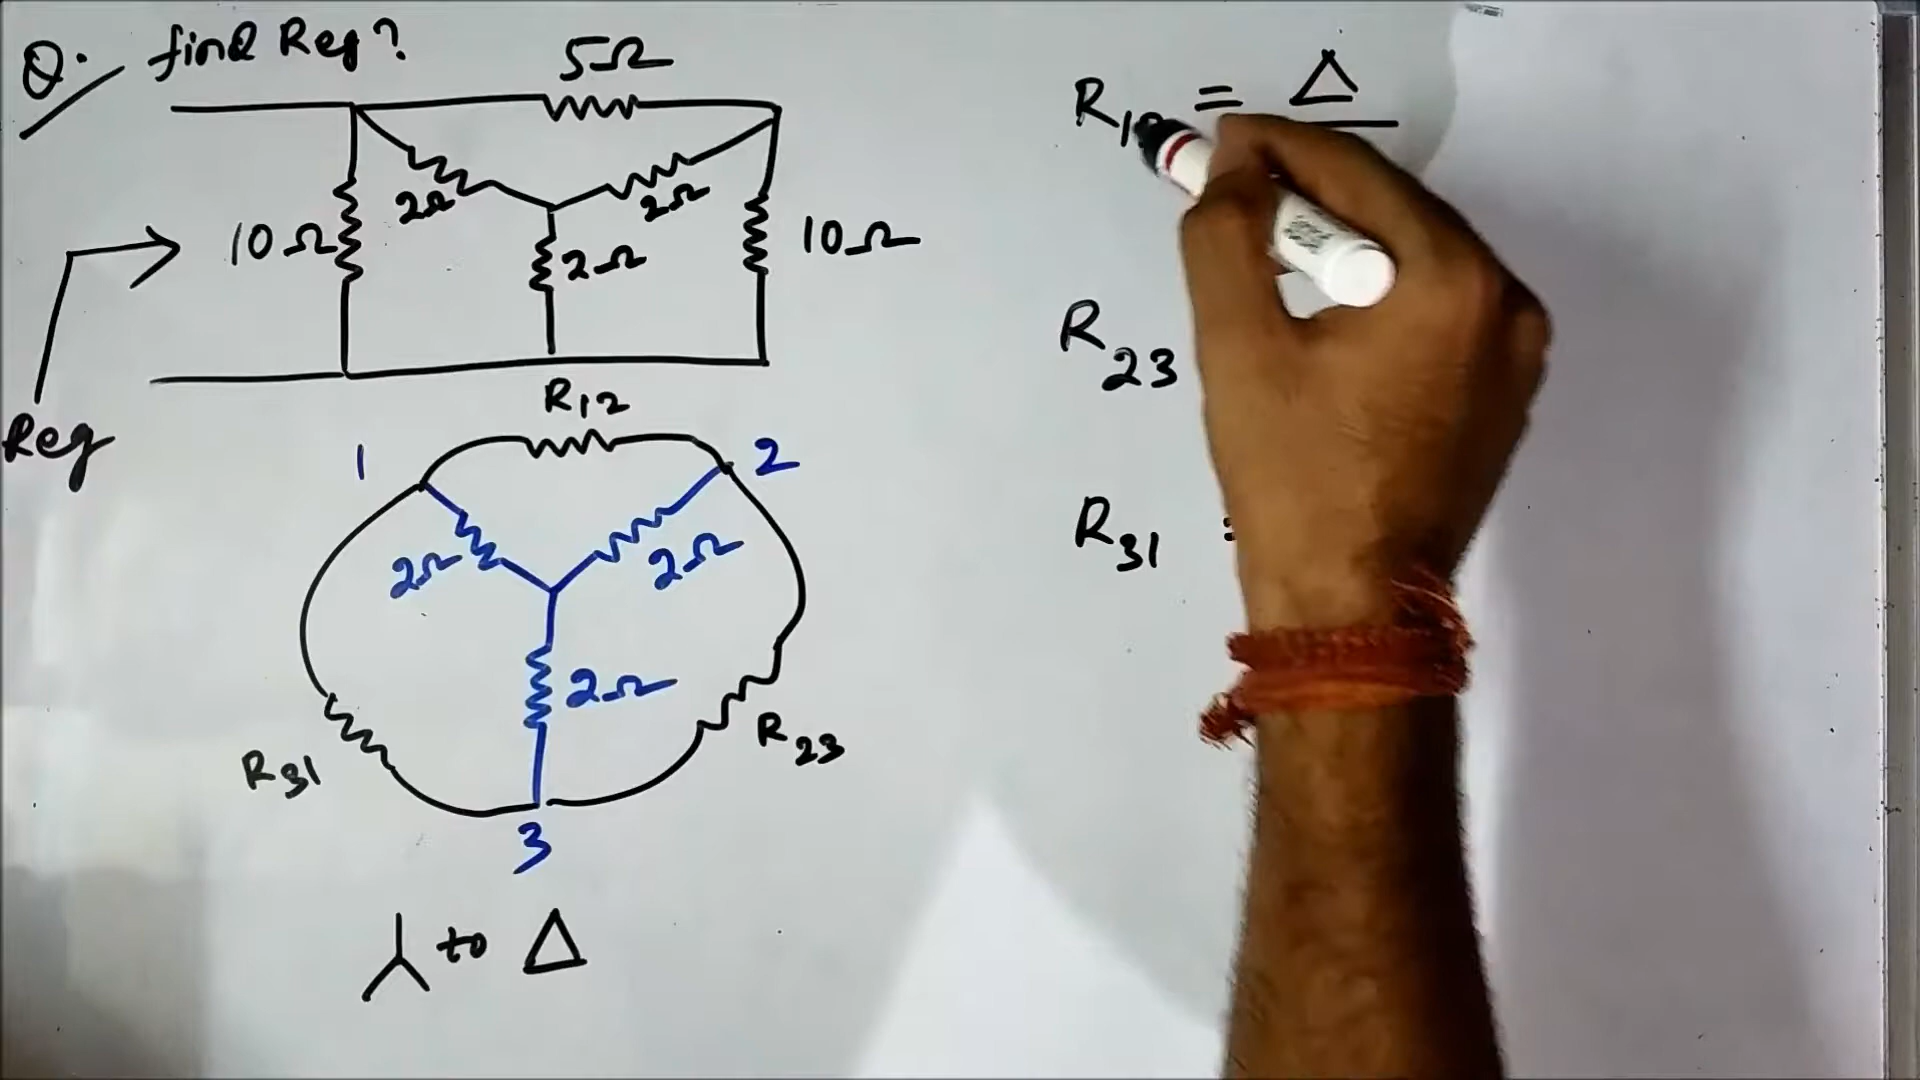 Q. find Req?
5Ω
2Ω
2Ω
10Ω
2Ω
10Ω
Req
R12
1
2
2Ω
2Ω
2Ω
R31
R23
3
⅄ to Δ
R12 = Δ
R23
R31